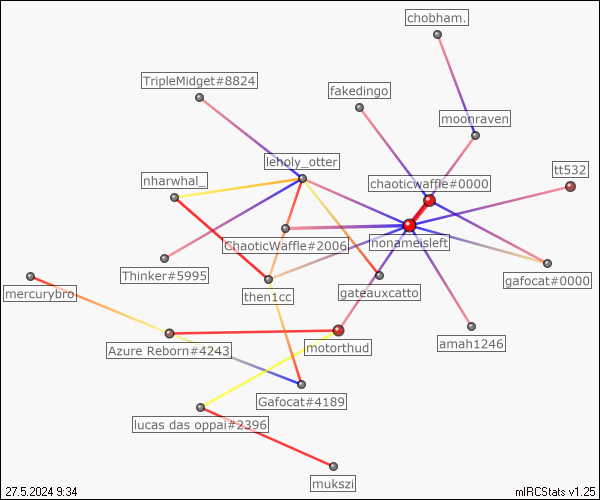 chobham.
TripleMidget#8824
fakedingo
moonraven
leholy_otter
tt532
nharwhal_
chaoticwaffle#0000
ChaoticWaffle#2006
nonameisleft
Thinker#5995
gafocat#0000
mercurybro
then1cc
gateauxcatto
Azure Reborn#4243
motorthud
amah1246
Gafocat#4189
lucas das oppai#2396
mukszi
27.5.2024 9:34
mIRCStats v1.25